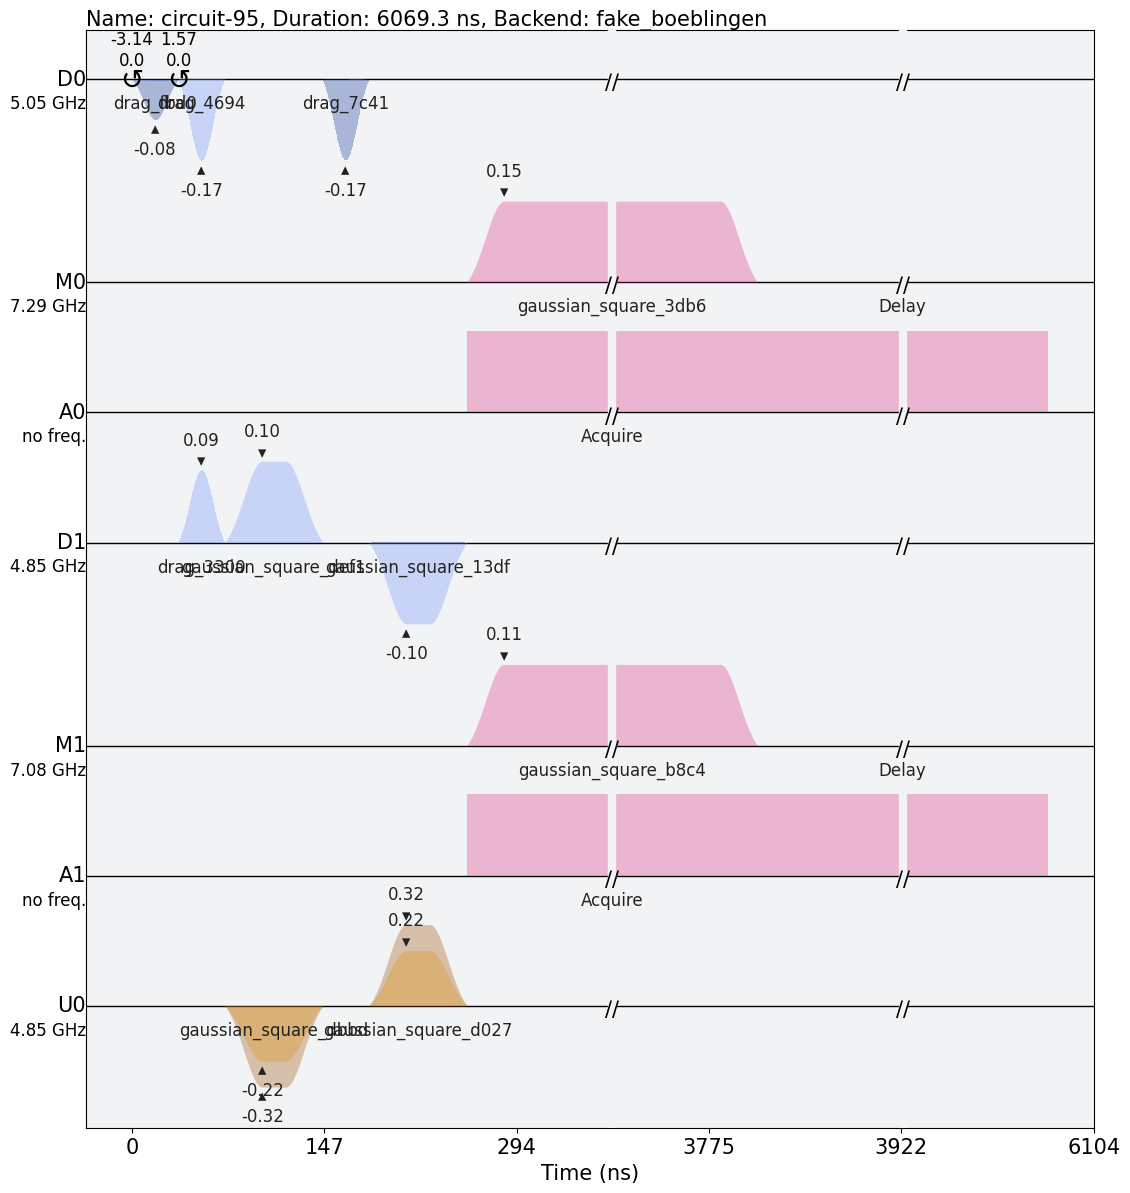 Name: circuit-95, Duration: 6069.3 ns, Backend: fake_boeblingen
-3.14 1.57
0.0 0.0
D0
5.05 GHz
drag_4694
drag_7c41
-0.08
-0.17
-0.17
0.15
M0
7.29 GHz
gaussian_square_3db6
Delay
A0
no freq.
Acquire
0.09
0.10
D1
4.85 GHz
drag_3300
gaussian_square_def1
gaussian_square_13df
-0.10
0.11
M1
7.08 GHz
gaussian_square_b8c4
Delay
A1
no freq.
Acquire
0.32
0.22
U0
4.85 GHz
gaussian_square_d027
-0.22
-0.32
0 147 294 3775 3922 6104
Time (ns)